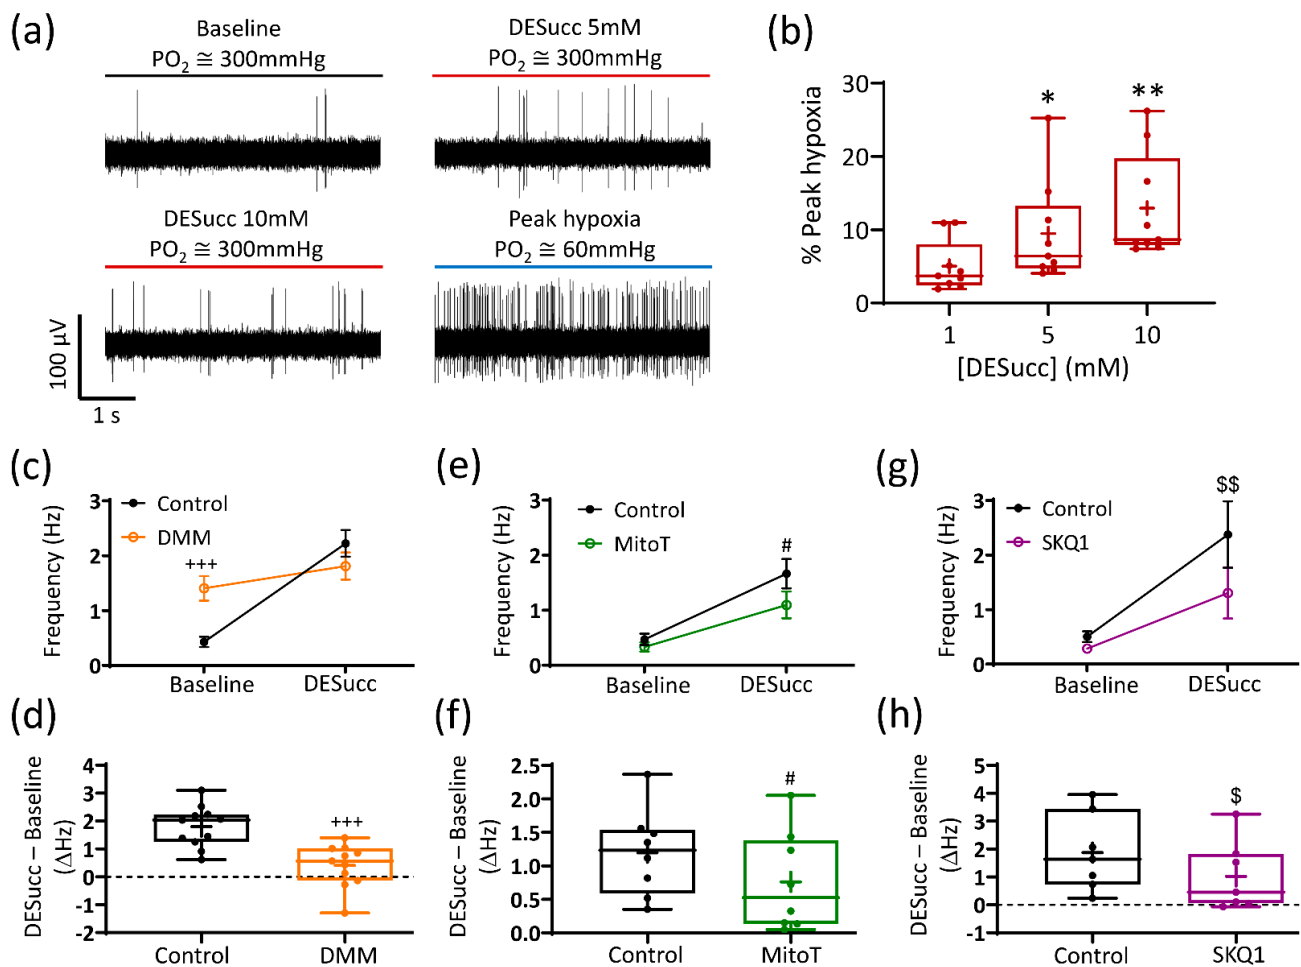 (a)
Baseline
PO₂ ≅ 300mmHg
DESucc 5mM
PO₂ ≅ 300mmHg
DESucc 10mM
PO₂ ≅ 300mmHg
Peak hypoxia
PO₂ ≅ 60mmHg
100 µV
1 s
(b)
% Peak hypoxia
30
20
10
0
*
**
1 5 10
[DESucc] (mM)
(c)
Frequency (Hz)
3
2
1
0
Control
DMM
+++
Baseline DESucc
(e)
Frequency (Hz)
3
2
1
0
Control
MitoT
#
Baseline DESucc
(g)
Frequency (Hz)
3
2
1
0
Control
SKQ1
$$
Baseline DESucc
(d)
DESucc – Baseline
(ΔHz)
4
3
2
1
0
-1
-2
+++
Control DMM
(f)
DESucc – Baseline
(ΔHz)
2.5
2.0
1.5
1.0
0.5
0.0
#
Control MitoT
(h)
DESucc – Baseline
(ΔHz)
5
4
3
2
1
0
-1
$
Control SKQ1